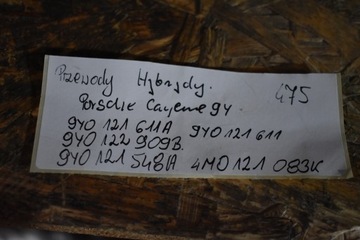 Przewody Hybrydy. 475
Porsche Cayenne 9Y.
9Y0 121 611A 9Y0 121 611
9Y0 122 909B.
9Y0 121 548A 4M0 121 083K